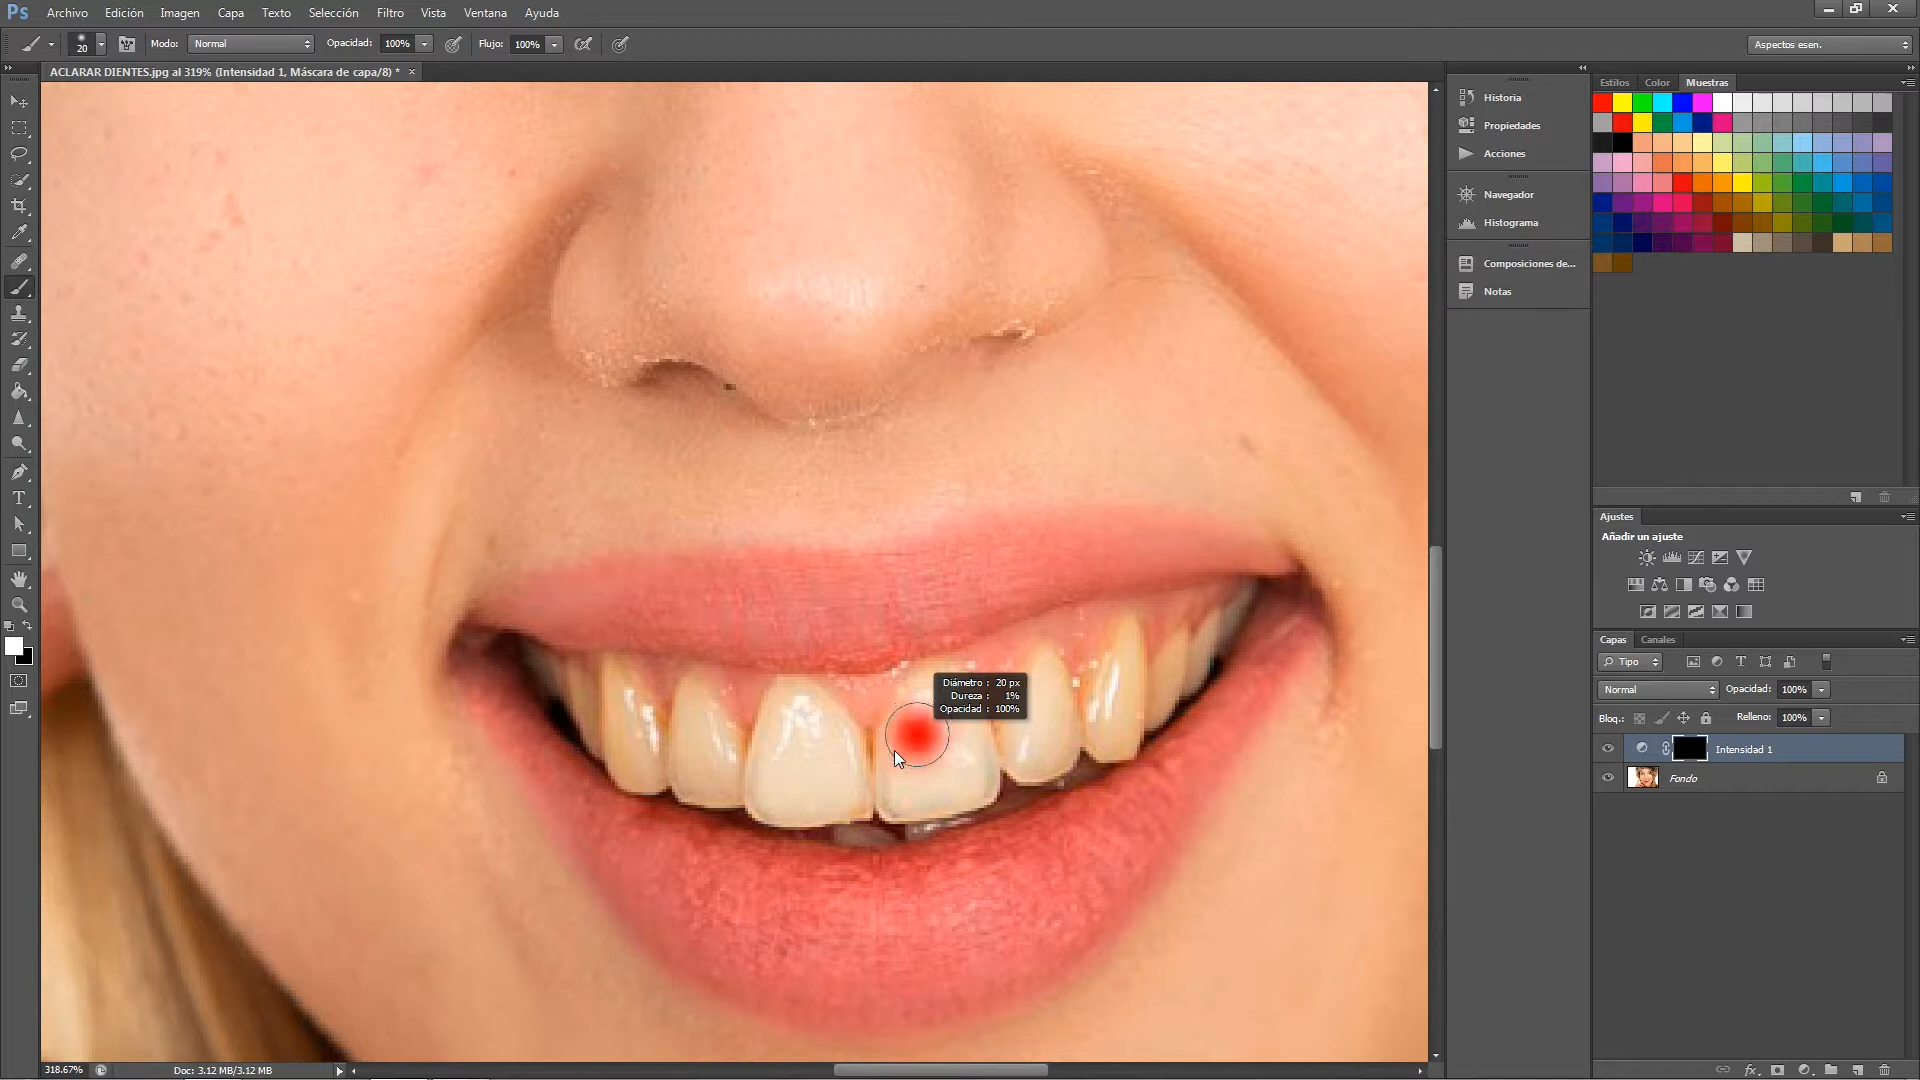 Ps Archivo Edición Imagen Capa Texto Selección Filtro Vista Ventana Ayuda
20 Modo: Normal Opacidad: 100% Flujo: 100% Aspectos esen.
ACLARAR DIENTES.jpg al 319% (Intensidad 1, Máscara de capa/8) * ×
Historia
Propiedades
Acciones
Navegador
Histograma
Composiciones de...
Notas
Estilos Color Muestras
Ajustes
Añadir un ajuste
Capas Canales
Tipo
Normal Opacidad: 100%
Bloq.: Relleno: 100%
Intensidad 1
Fondo
fx
T
Diámetro : 20 px
Dureza : 1%
Opacidad : 100%
318.67% Doc: 3.12 MB/3.12 MB